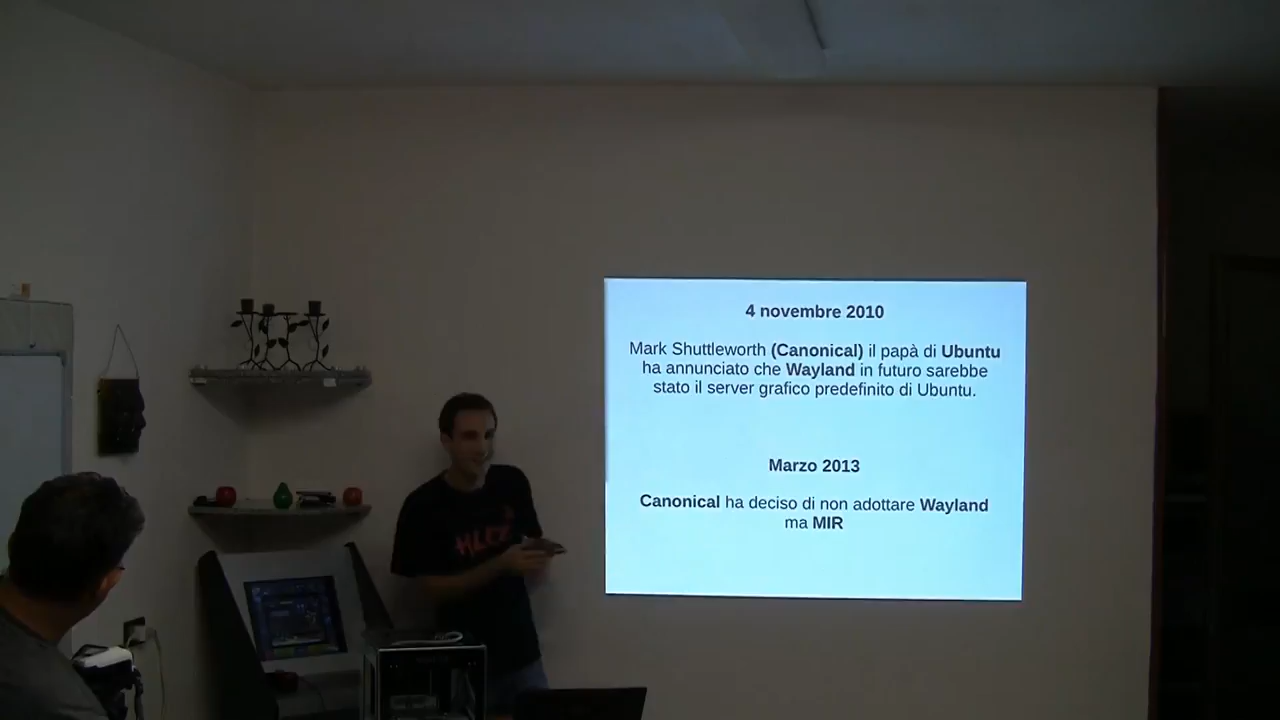 4 novembre 2010
Mark Shuttleworth (Canonical) il papà di Ubuntu
ha annunciato che Wayland in futuro sarebbe
stato il server grafico predefinito di Ubuntu.
Marzo 2013
Canonical ha deciso di non adottare Wayland
ma MIR